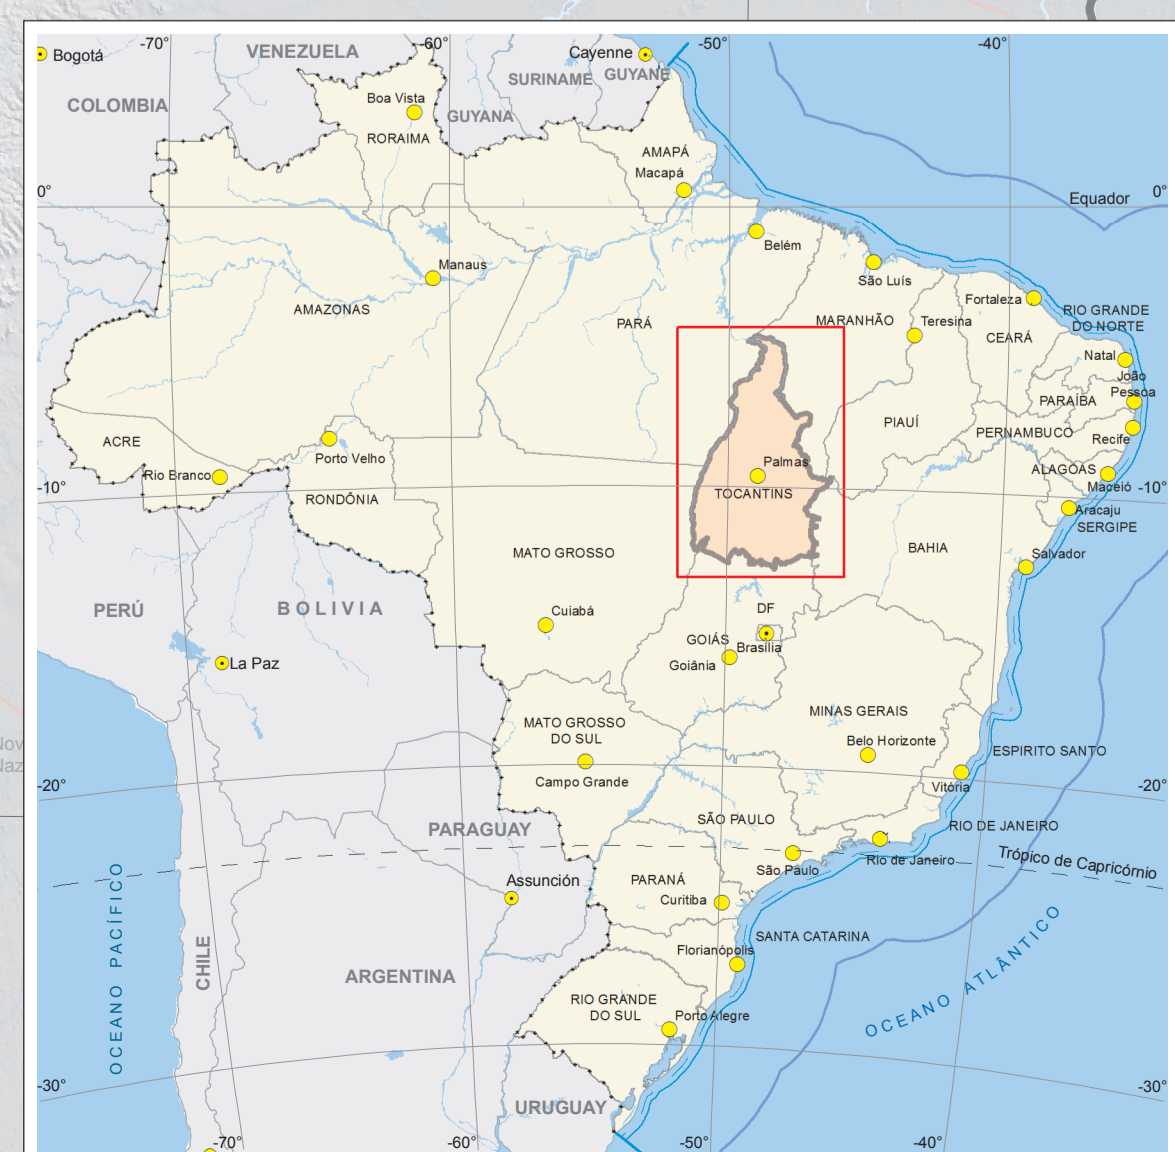 -70°
-60°
-50°
-40°
Bogotá
VENEZUELA
Cayenne
SURINAME
GUYANE
COLOMBIA
Boa Vista
GUYANA
RORAIMA
AMAPÁ
Macapá
0°
Equador
0°
Belém
Manaus
São Luís
AMAZONAS
PARÁ
MARANHÃO
Teresina
Fortaleza
CEARÁ
RIO GRANDE
DO NORTE
Natal
João
Pessoa
PARAÍBA
PIAUÍ
PERNAMBUCO
Recife
ACRE
Rio Branco
Porto Velho
Palmas
TOCANTINS
ALAGOAS
Maceió
-10°
-10°
RONDÔNIA
Aracaju
SERGIPE
MATO GROSSO
BAHIA
Salvador
PERÚ
BOLIVIA
Cuiabá
DF
GOIÁS
Brasília
Goiânia
La Paz
MATO GROSSO
DO SUL
MINAS GERAIS
Belo Horizonte
ESPIRITO SANTO
Nov
Naz
Campo Grande
Vitória
-20°
-20°
PARAGUAY
SÃO PAULO
RIO DE JANEIRO
São Paulo
Rio de Janeiro
Trópico de Capricórnio
Assunción
PARANÁ
Curitiba
OCEANO PACÍFICO
CHILE
SANTA CATARINA
Florianópolis
ARGENTINA
OCEANO ATLÂNTICO
RIO GRANDE
DO SUL
Porto Alegre
-30°
-30°
URUGUAY
-70°
-60°
-50°
-40°